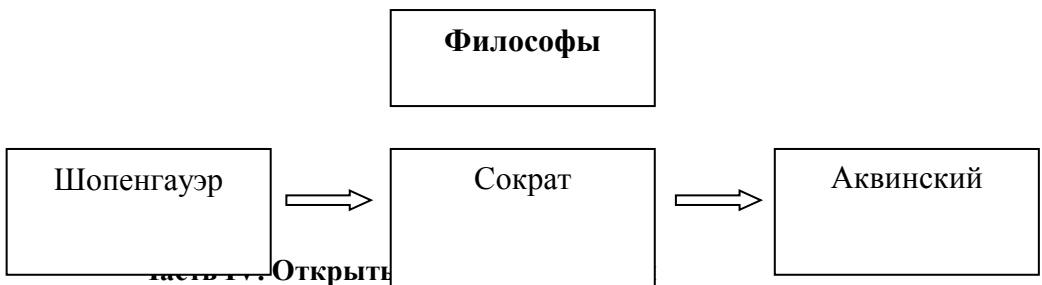 Философы
Шопенгауэр Сократ Аквинский